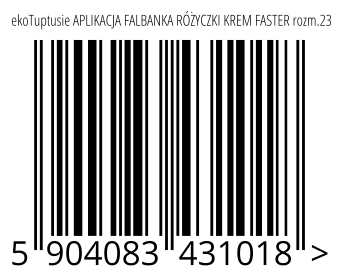 ekoTuptusie APLIKACJA FALBANKA RÓŻYCZKI KREM FASTER rozm.23
5 904083 431018 >